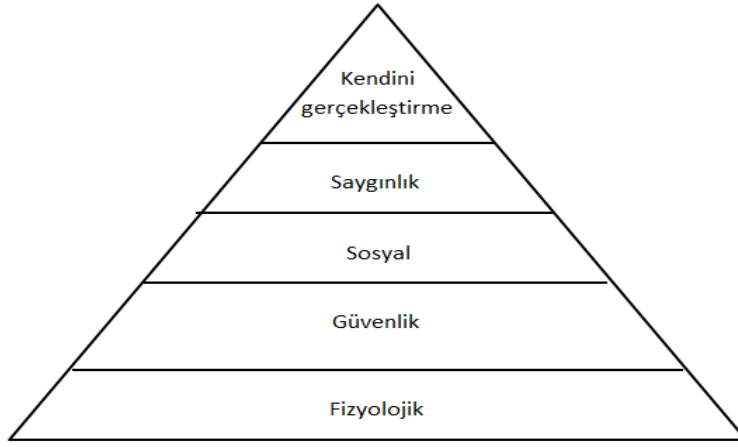 Kendini
gerçekleştirme
Saygınlık
Sosyal
Güvenlik
Fizyolojik